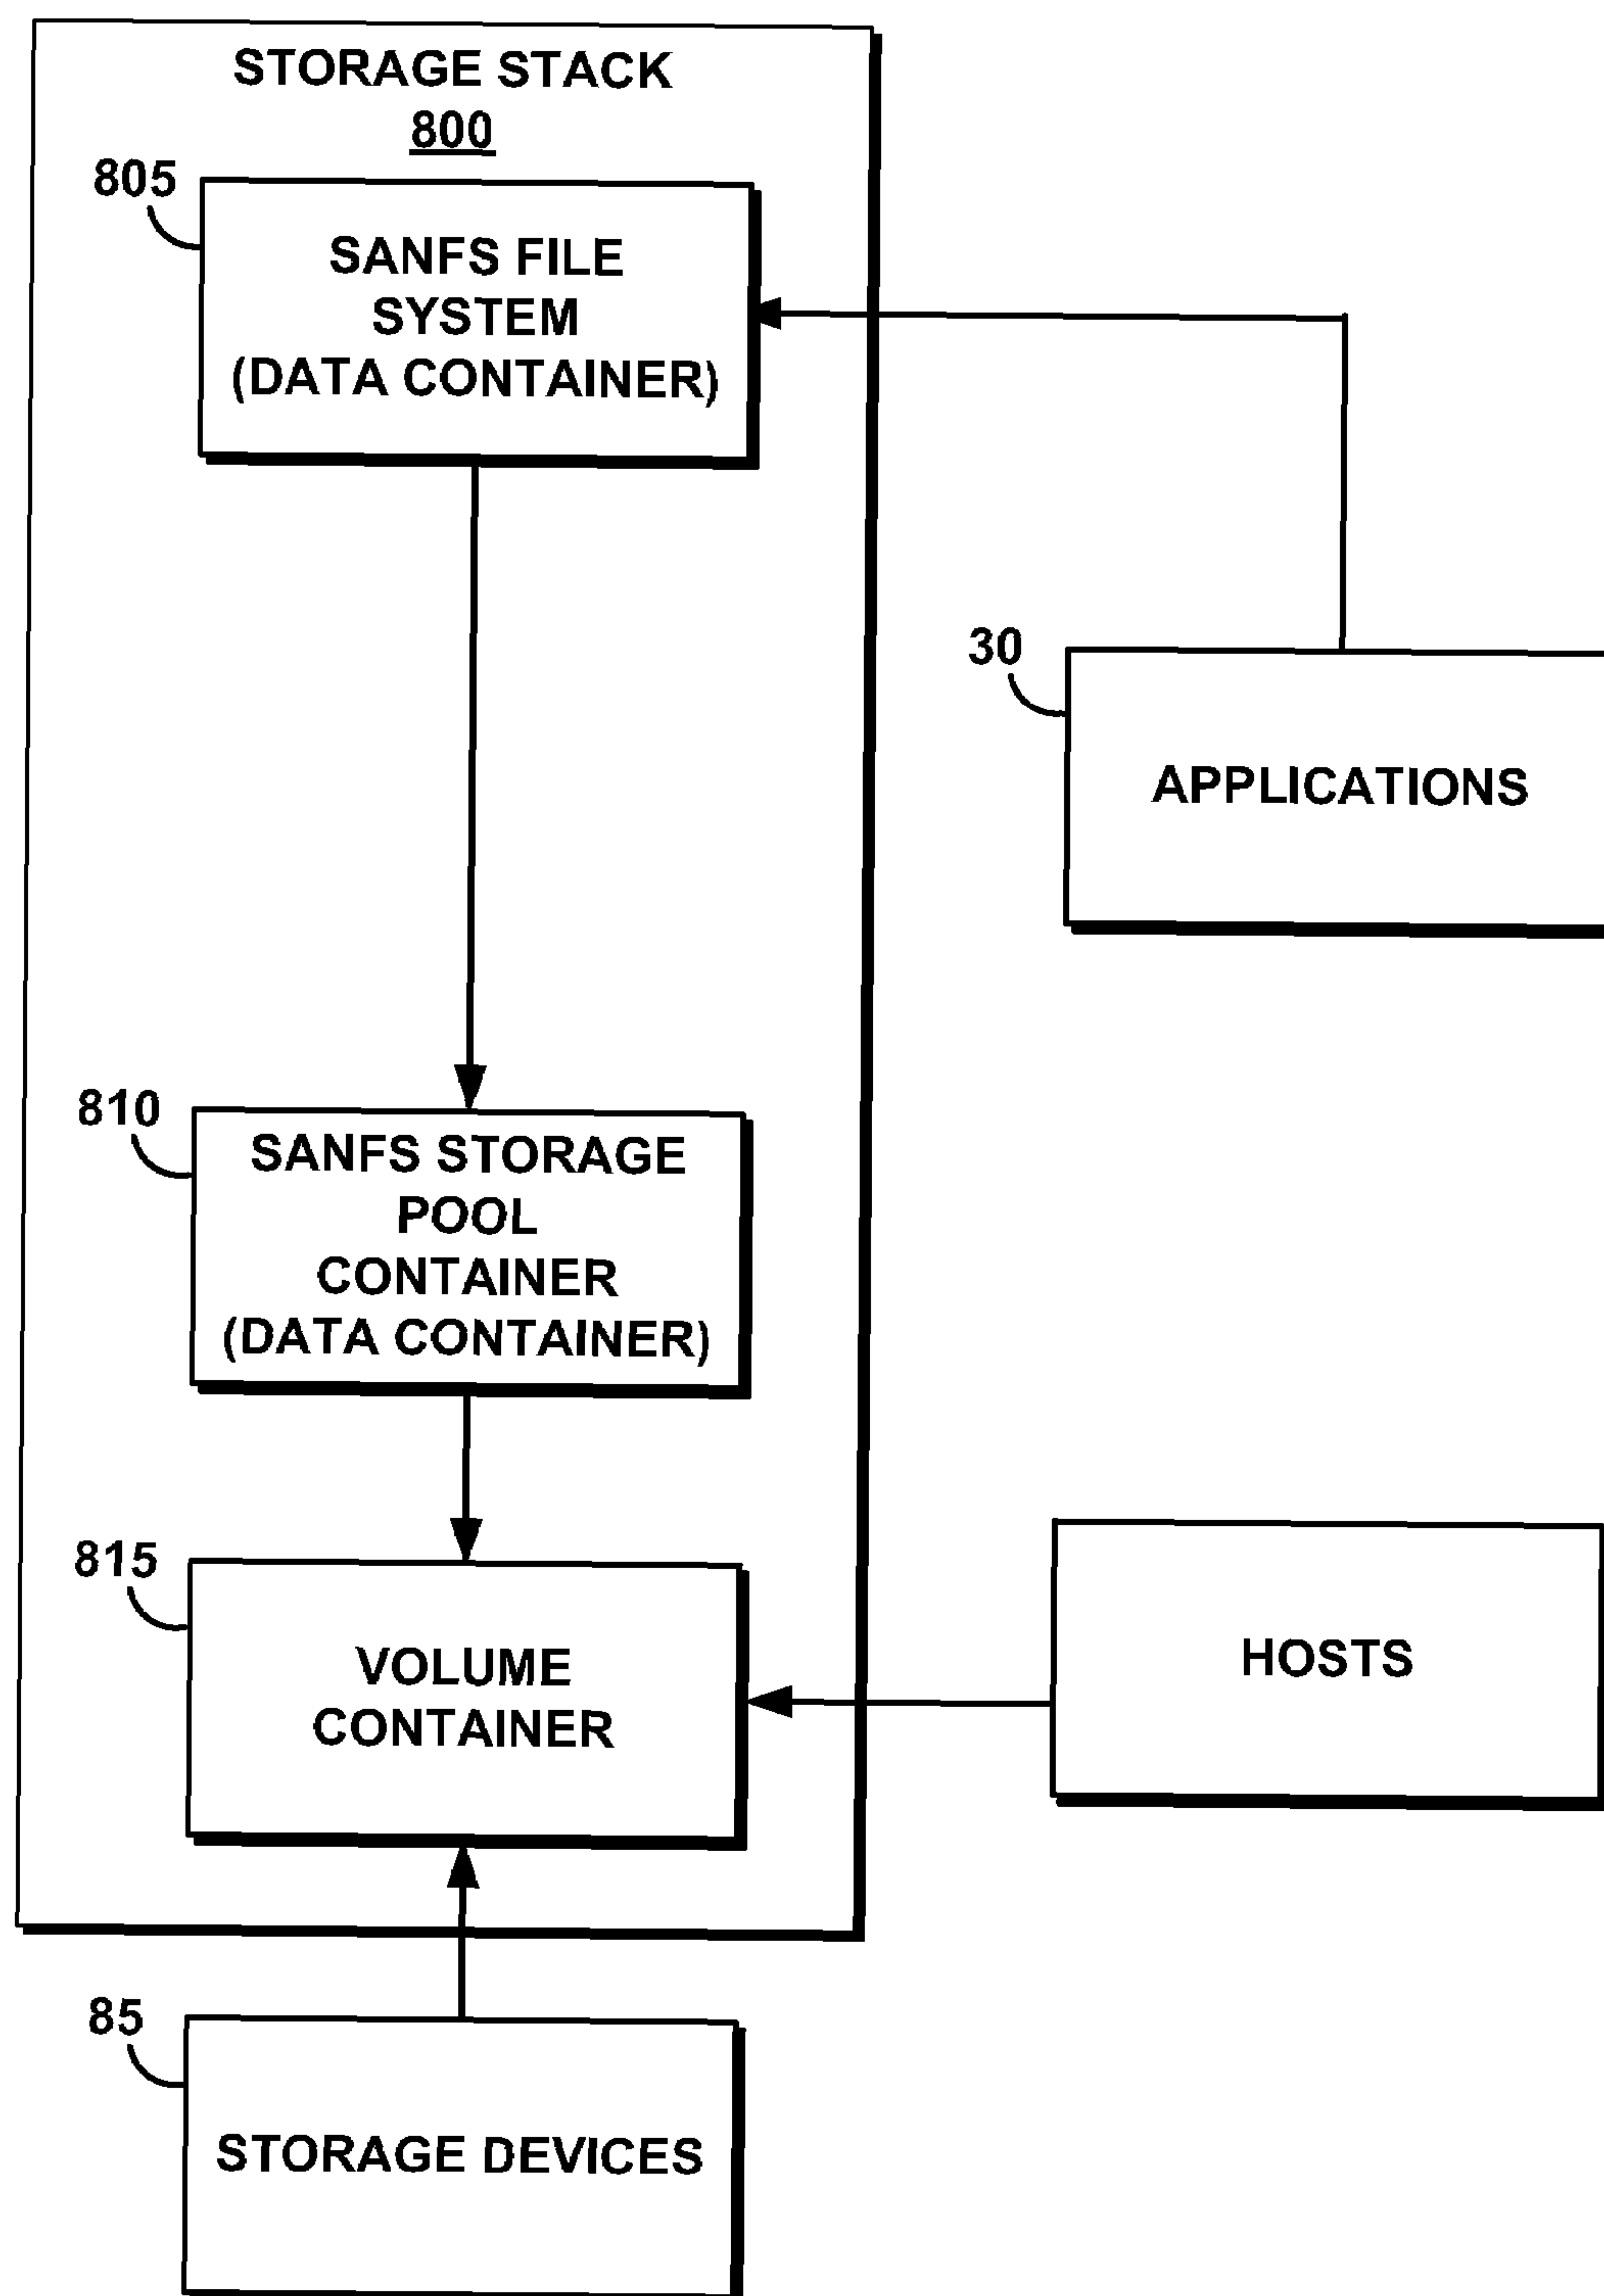 STORAGE STACK
800
805
SANFS FILE
SYSTEM
(DATA CONTAINER)
30
APPLICATIONS
810
SANFS STORAGE
POOL
CONTAINER
(DATA CONTAINER)
815
VOLUME
CONTAINER
HOSTS
85
STORAGE DEVICES